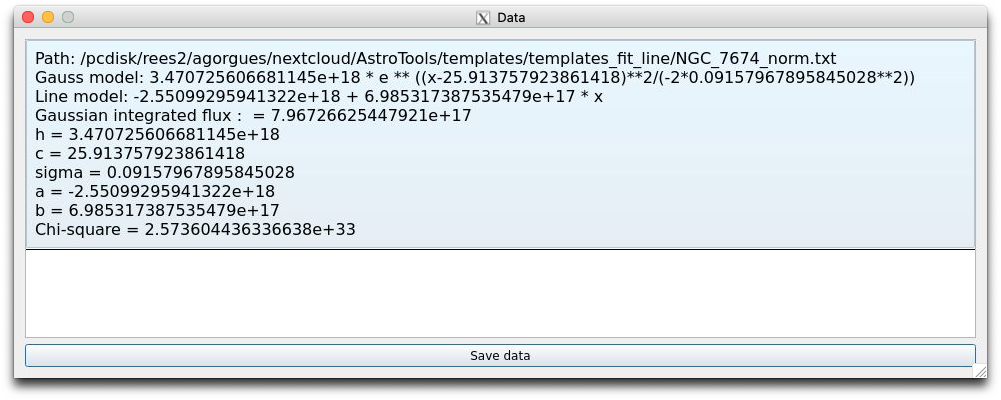 Data
Path: /pcdisk/rees2/agorgues/nextcloud/AstroTools/templates/templates_fit_line/NGC_7674_norm.txt
Gauss model: 3.470725606681145e+18 * e ** ((x-25.913757923861418)**2/(-2*0.09157967895845028**2))
Line model: -2.55099295941322e+18 + 6.985317387535479e+17 * x
Gaussian integrated flux :  = 7.96726625447921e+17
h = 3.470725606681145e+18
c = 25.913757923861418
sigma = 0.09157967895845028
a = -2.55099295941322e+18
b = 6.985317387535479e+17
Chi-square = 2.573604436336638e+33
Save data